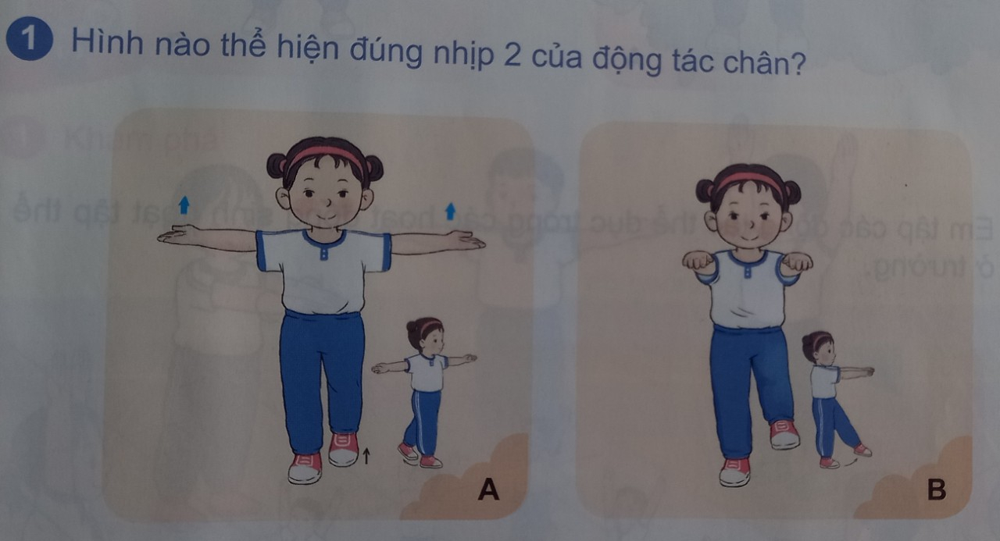 1 Hình nào thể hiện đúng nhịp 2 của động tác chân?
A
B